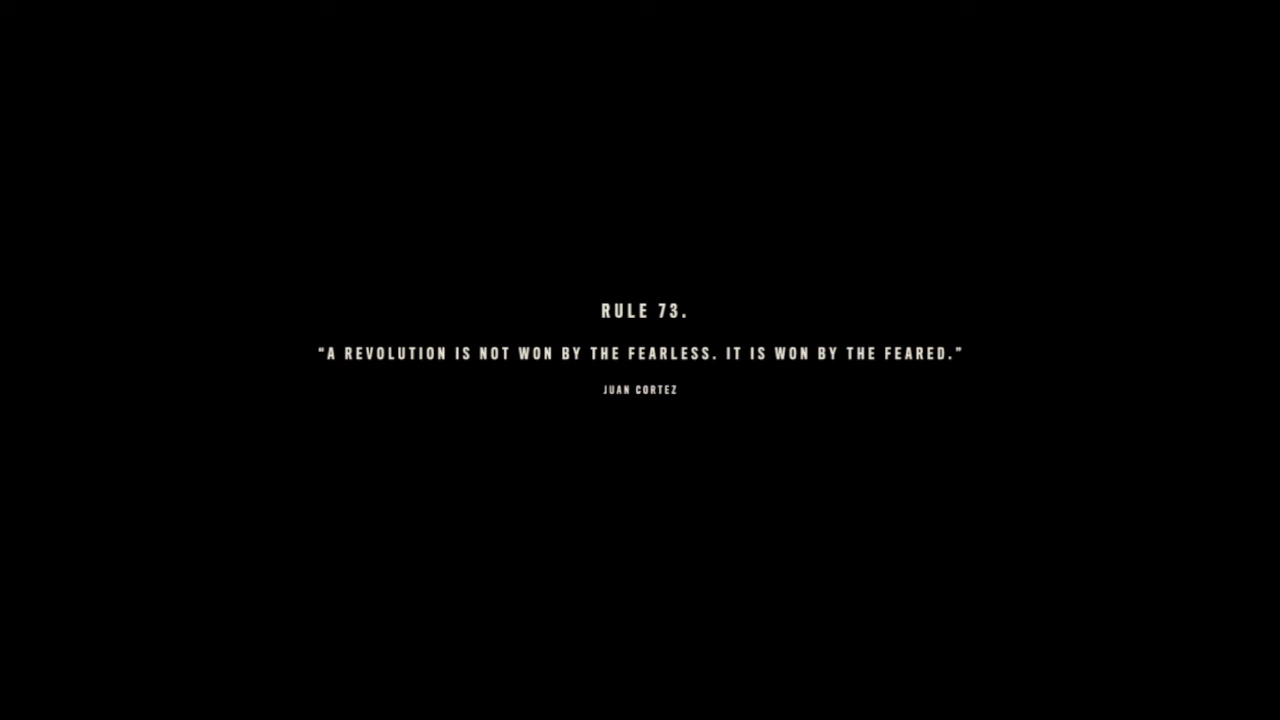 RULE 73.
“A REVOLUTION IS NOT WON BY THE FEARLESS. IT IS WON BY THE FEARED.”
JUAN CORTEZ